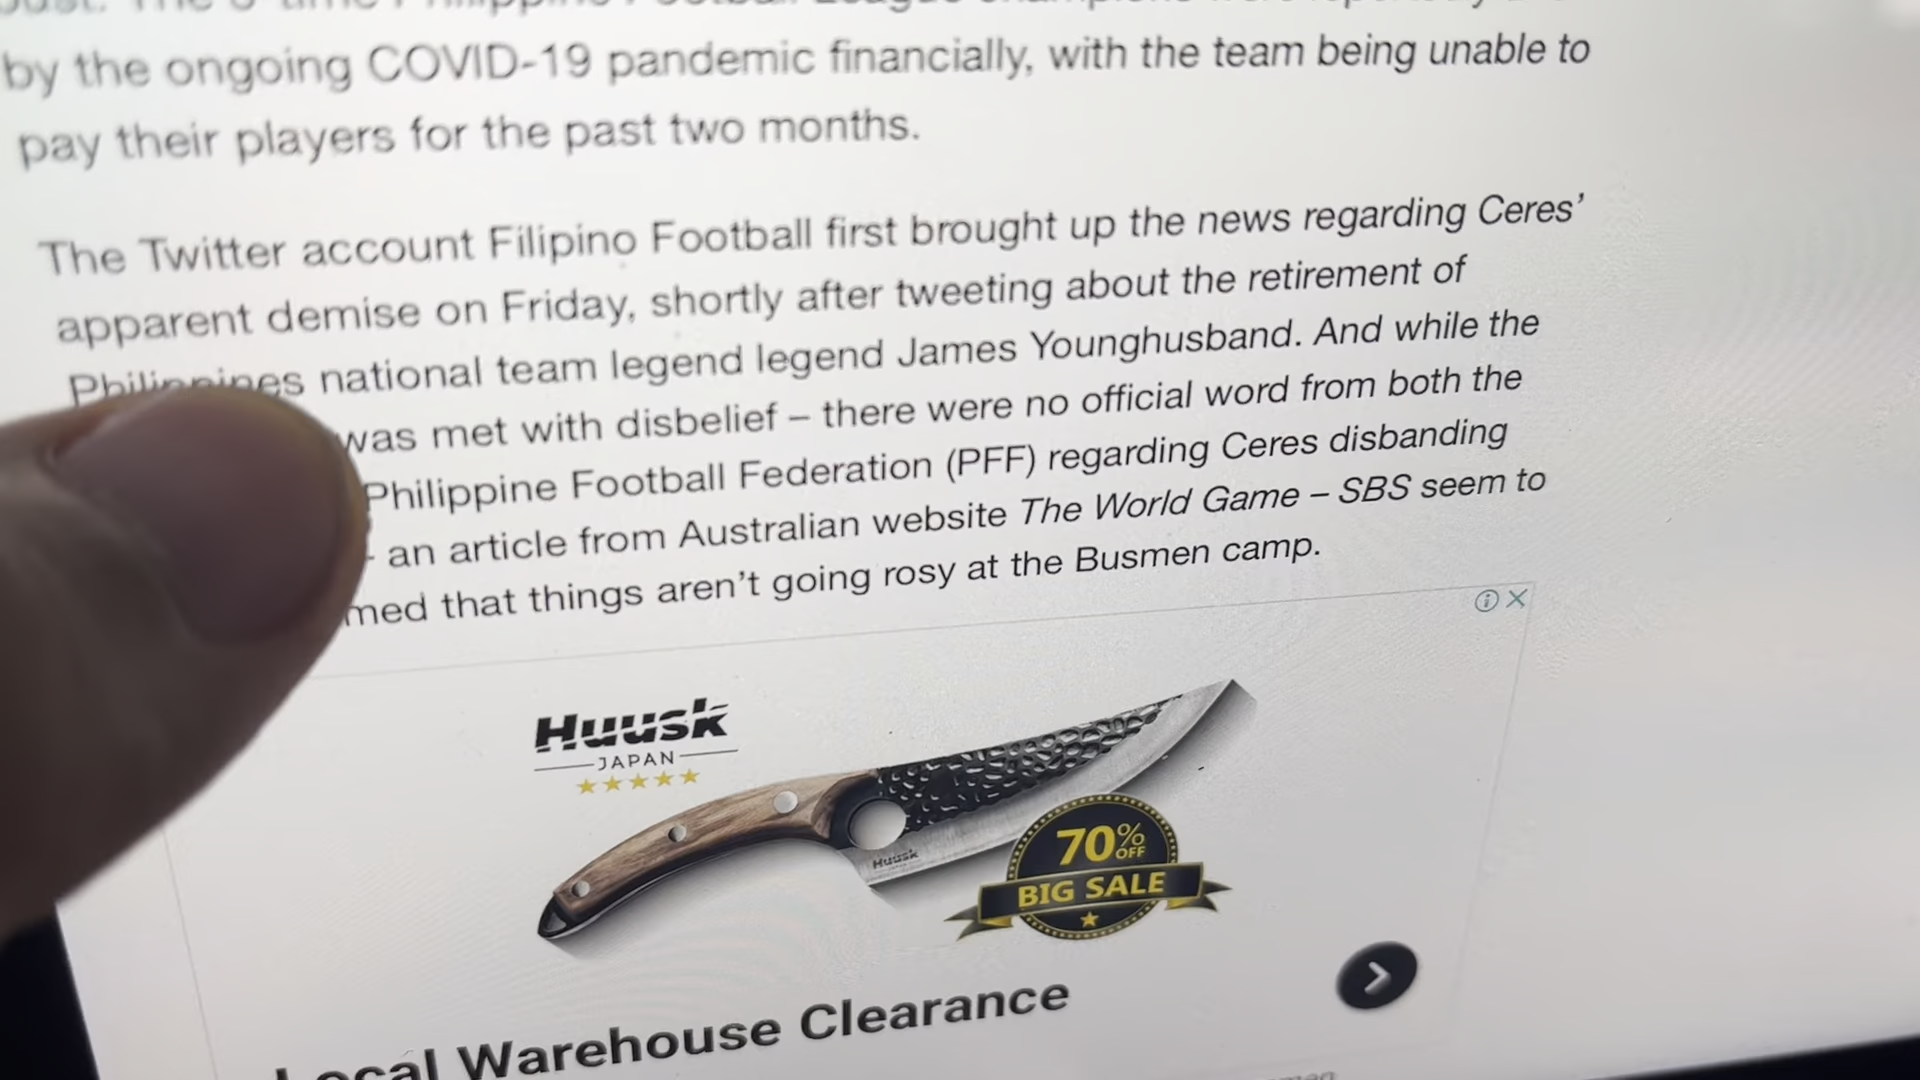 by the ongoing COVID-19 pandemic financially, with the team being unable to
pay their players for the past two months.
The Twitter account Filipino Football first brought up the news regarding Ceres’
apparent demise on Friday, shortly after tweeting about the retirement of
Philippines national team legend legend James Younghusband. And while the
was met with disbelief – there were no official word from both the
Philippine Football Federation (PFF) regarding Ceres disbanding
an article from Australian website The World Game – SBS seem to
med that things aren’t going rosy at the Busmen camp.
Huusk
JAPAN
Huusk
70% OFF
BIG SALE
Local Warehouse Clearance